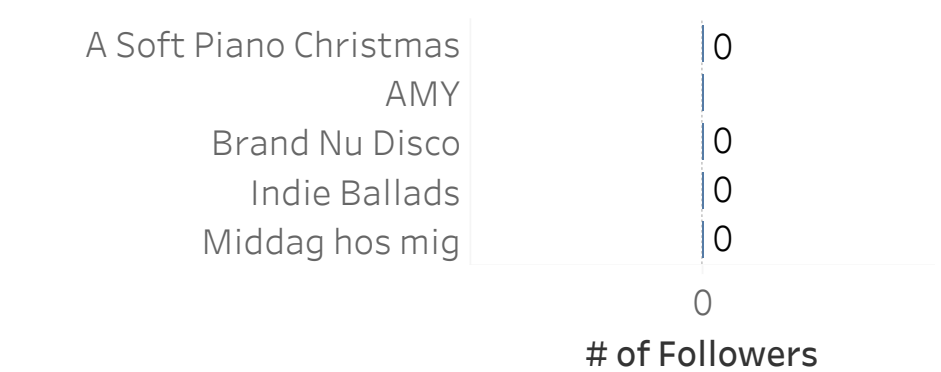 A Soft Piano Christmas 0
AMY
Brand Nu Disco 0
Indie Ballads 0
Middag hos mig 0
0
# of Followers